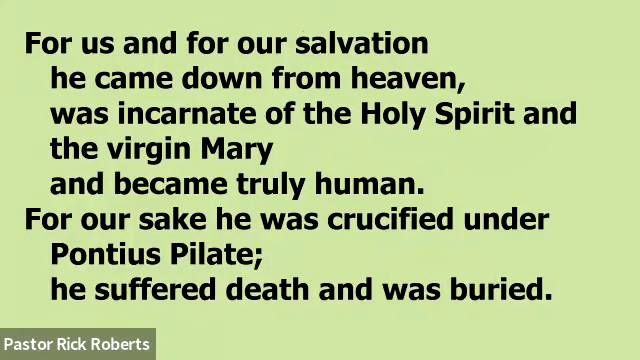 For us and for our salvation
he came down from heaven,
was incarnate of the Holy Spirit and
the virgin Mary
and became truly human.
For our sake he was crucified under
Pontius Pilate;
he suffered death and was buried.
Pastor Rick Roberts